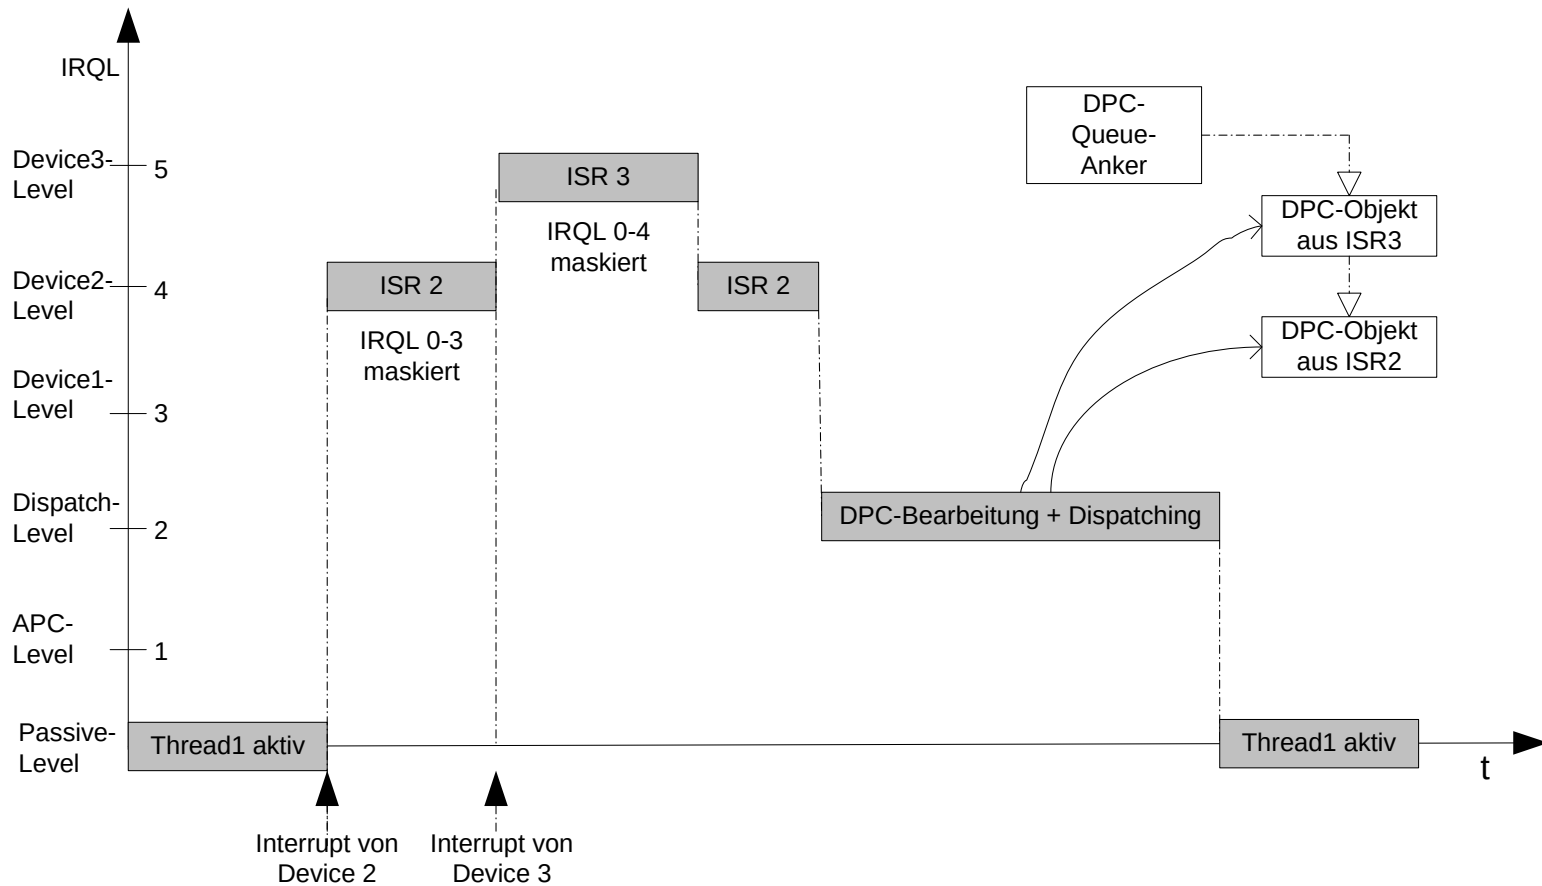 IRQL
DPC-
Queue-
Anker
Device3-
Level
5
ISR 3
DPC-Objekt
aus ISR3
IRQL 0-4
maskiert
Device2-
Level
4
ISR 2
ISR 2
DPC-Objekt
aus ISR2
IRQL 0-3
maskiert
Device1-
Level
3
Dispatch-
Level
2
DPC-Bearbeitung + Dispatching
APC-
Level
1
Passive-
Level
Thread1 aktiv
Thread1 aktiv
t
Interrupt von
Device 2
Interrupt von
Device 3